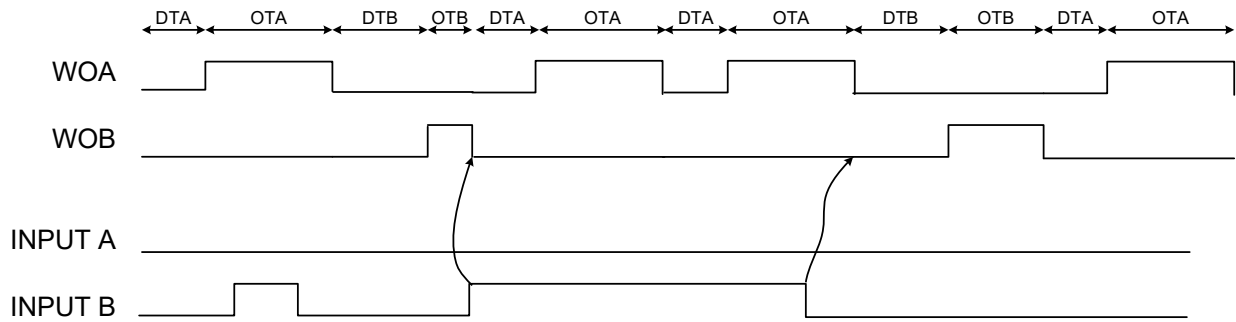 DTA OTA DTB OTB DTA OTA DTA OTA DTB OTB DTA OTA
WOA
WOB
INPUT A
INPUT B